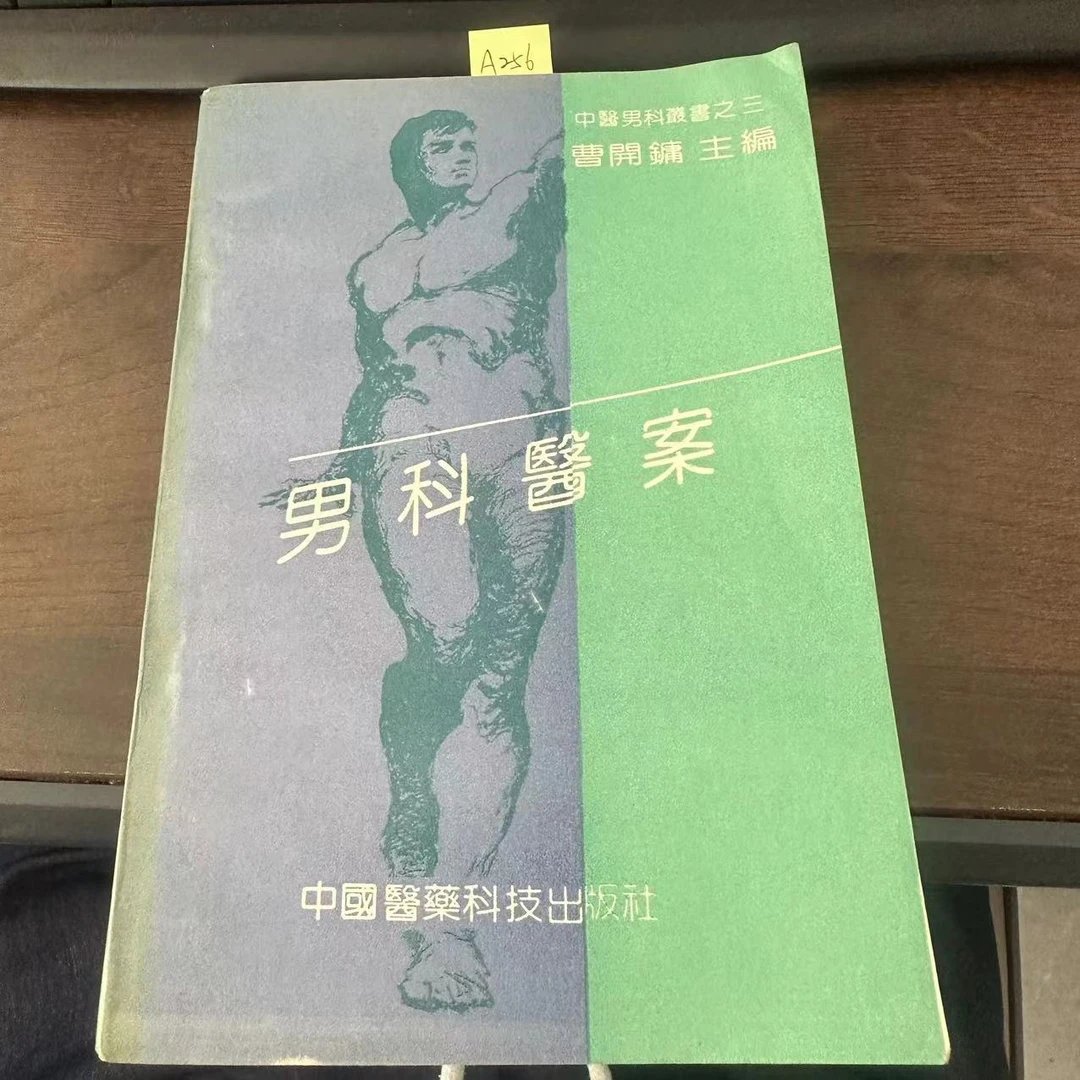 A256
中醫男科叢書之三
曹開鏞 主編
男科醫案
中國醫藥科技出版社